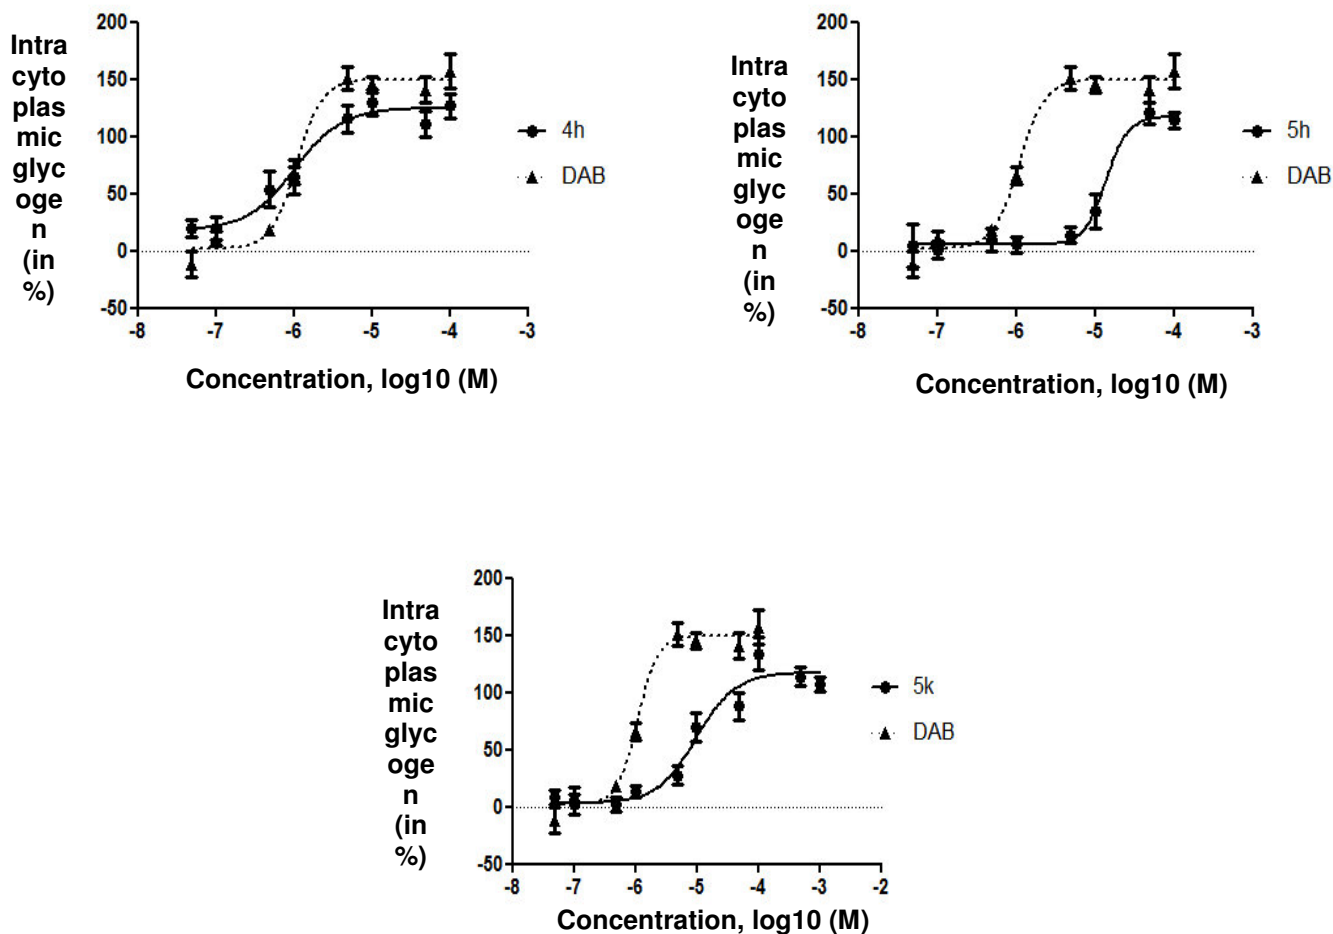 200
150
100
50
0
-50
-8
-7
-6
-5
-4
-3
Intra
cyto
plas
mic
glyc
oge
n
(in
%)
4h
DAB
Concentration, log10 (M)
200
150
100
50
0
-50
-8
-7
-6
-5
-4
-3
Intra
cyto
plas
mic
glyc
oge
n
(in
%)
5h
DAB
Concentration, log10 (M)
200
150
100
50
0
-50
-8
-7
-6
-5
-4
-3
-2
Intra
cyto
plas
mic
glyc
oge
n
(in
%)
5k
DAB
Concentration, log10 (M)